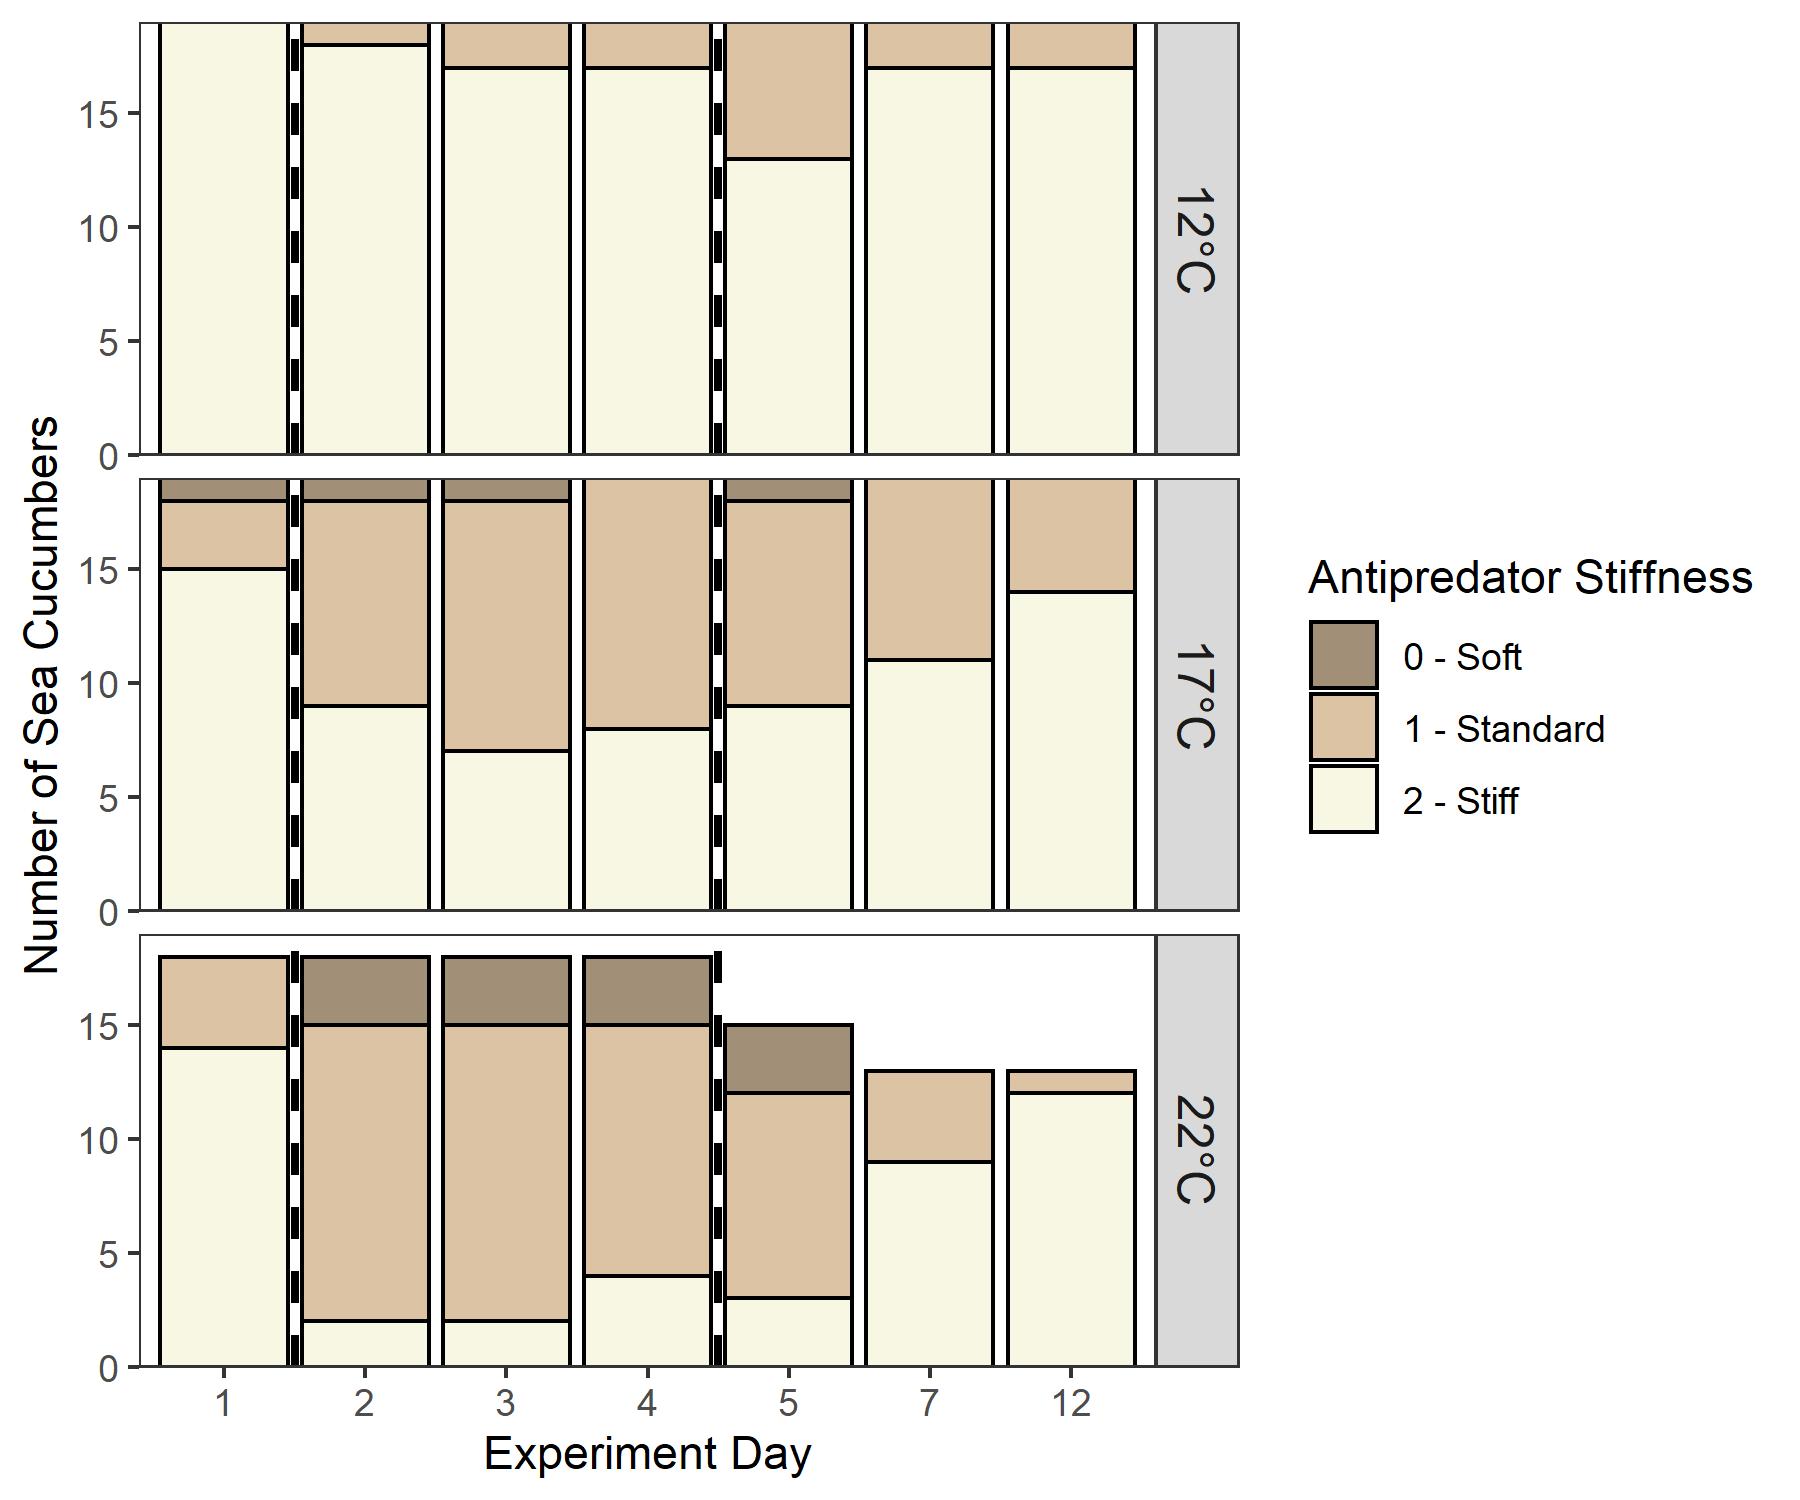 15
10
5
0
12°C
Number of Sea Cucumbers
15
10
5
0
17°C
Antipredator Stiffness
0 - Soft
1 - Standard
2 - Stiff
15
10
5
0
22°C
1 2 3 4 5 7 12
Experiment Day